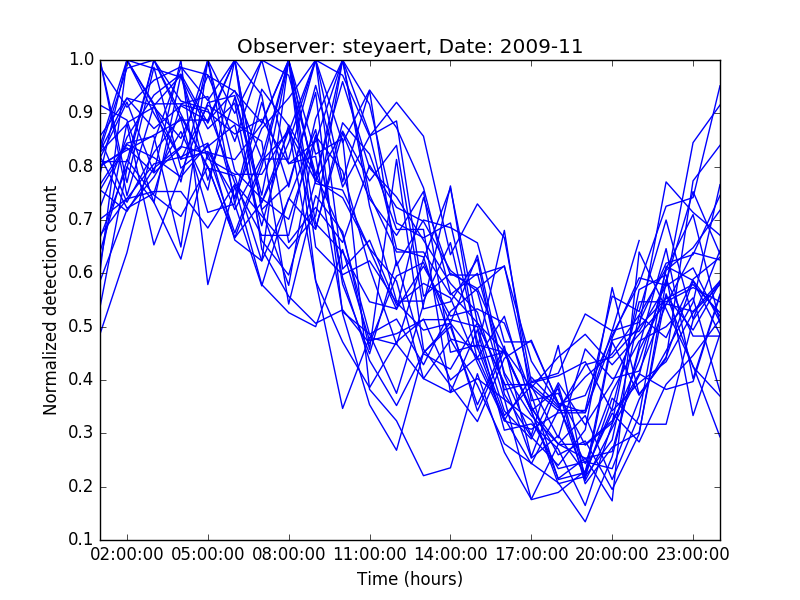 Observer: steyaert, Date: 2009-11
1.0
0.9
0.8
0.7
0.6
0.5
0.4
0.3
0.2
0.1
Normalized detection count
02:00:00 05:00:00 08:00:00 11:00:00 14:00:00 17:00:00 20:00:00 23:00:00
Time (hours)